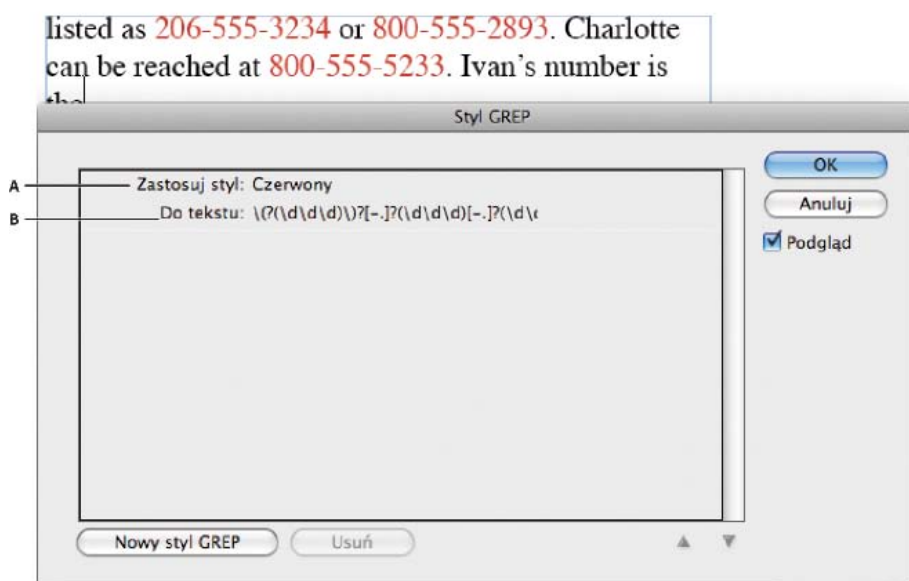 listed as 206-555-3234 or 800-555-2893. Charlotte
can be reached at 800-555-5233. Ivan’s number is
the
Styl GREP
A
Zastosuj styl: Czerwony
B
Do tekstu: \(?(\d\d\d)\)?[-.]?(\d\d\d)[-.]?(\d\
OK
Anuluj
Podgląd
Nowy styl GREP
Usuń